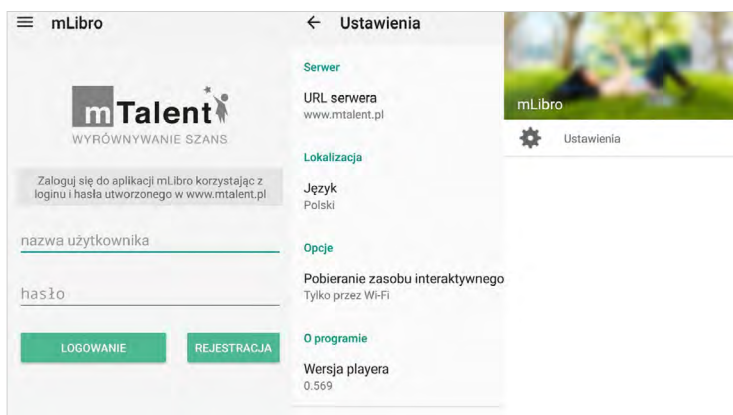 mLibro
mTalent
WYRÓWNYWANIE SZANS
Zaloguj się do aplikacji mLibro korzystając z
loginu i hasła utworzonego w www.mtalent.pl
nazwa użytkownika
hasło
LOGOWANIE
REJESTRACJA
Ustawienia
Serwer
URL serwera
www.mtalent.pl
Lokalizacja
Język
Polski
Opcje
Pobieranie zasobu interaktywnego
Tylko przez Wi-Fi
O programie
Wersja playera
0.569
mLibro
Ustawienia